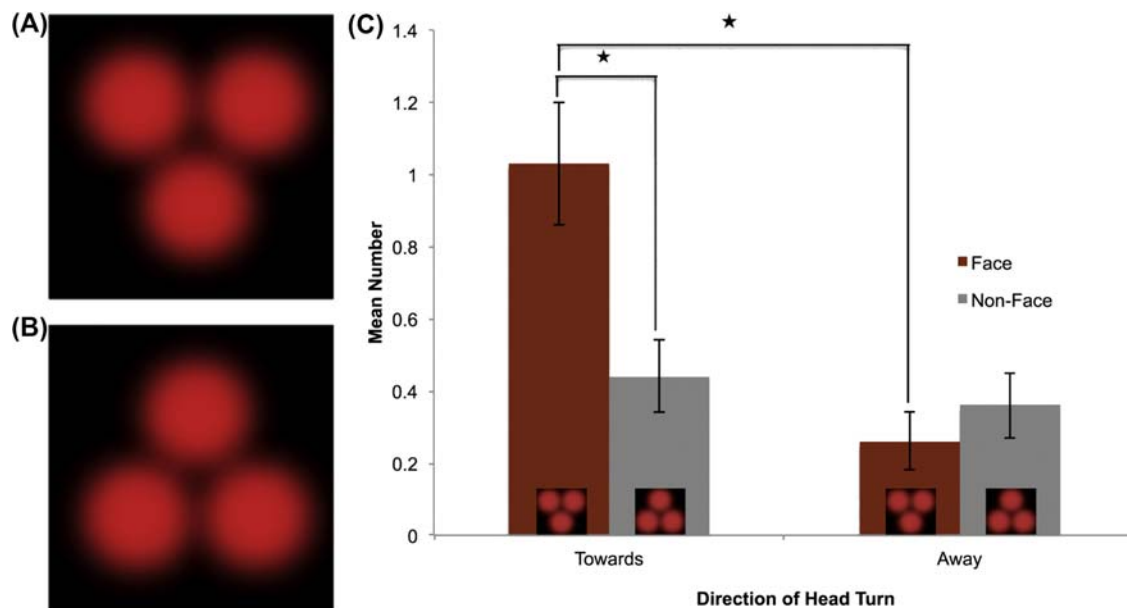 (A)
(B)
(C)
Mean Number
1.4
1.2
1
0.8
0.6
0.4
0.2
0
★
★
Face
Non-Face
Towards
Away
Direction of Head Turn